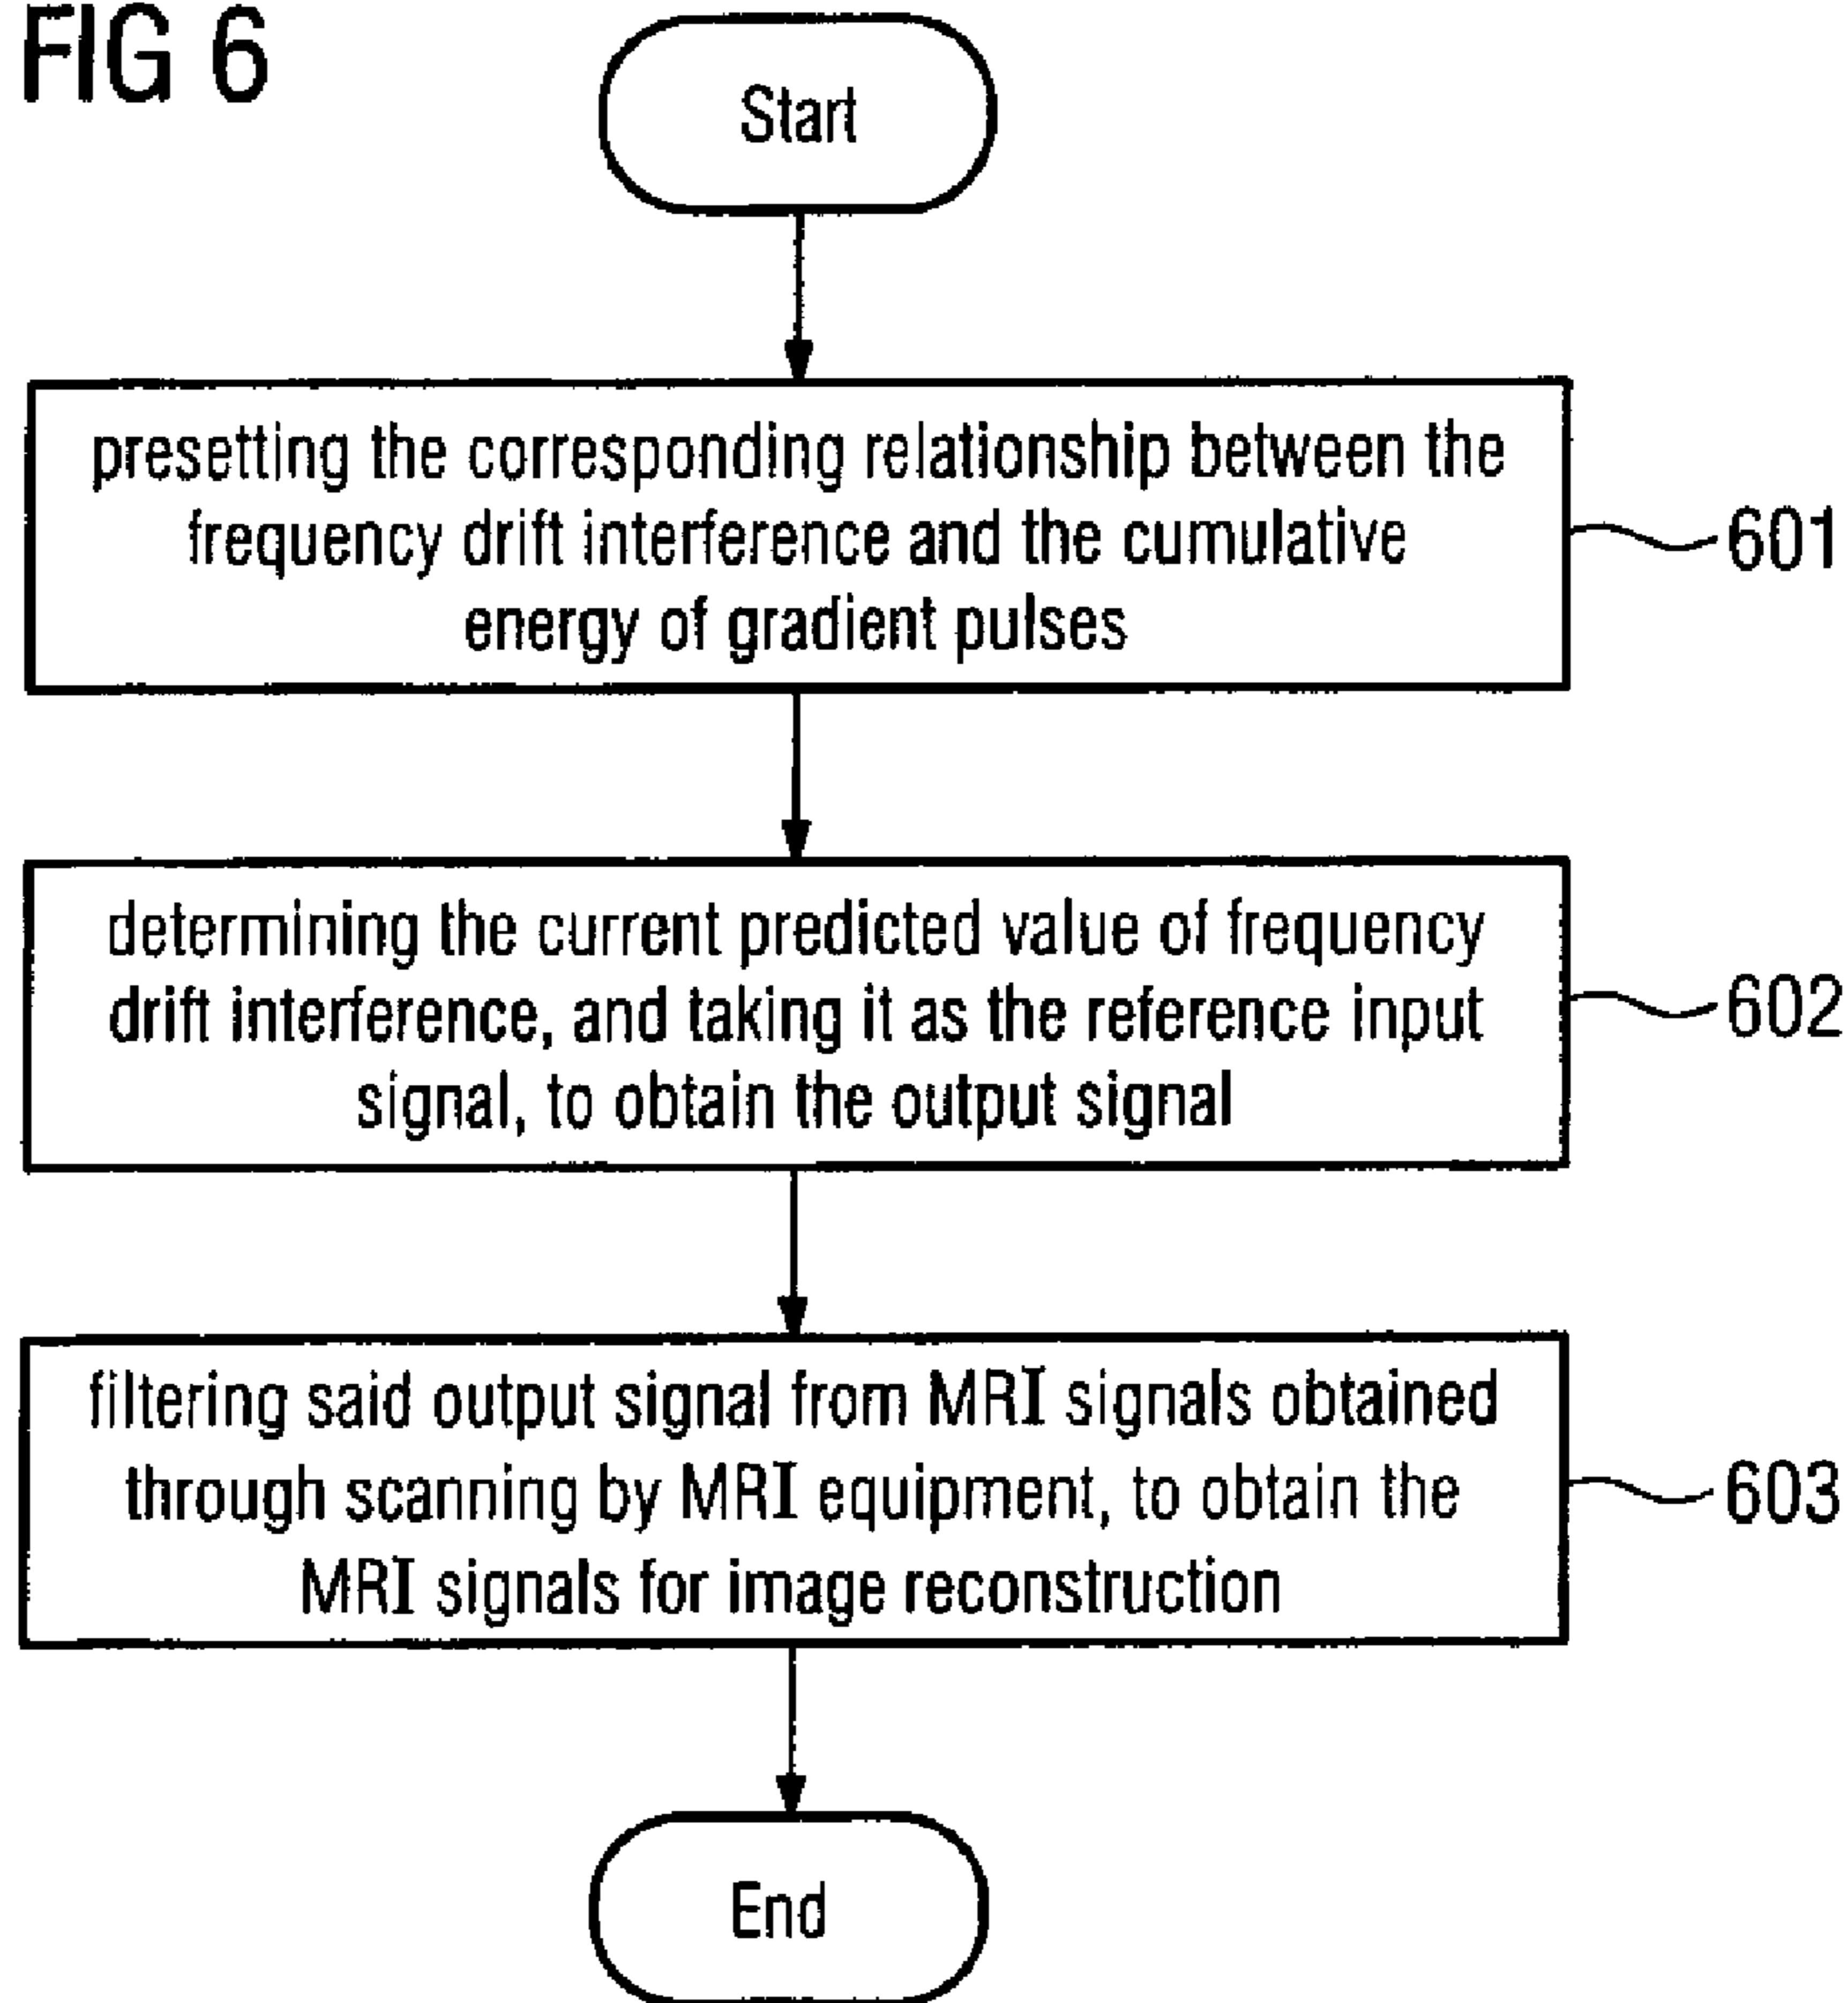 FIG 6
Start
presetting the corresponding relationship between the
frequency drift interference and the cumulative
energy of gradient pulses
601
determining the current predicted value of frequency
drift interference, and taking it as the reference input
signal, to obtain the output signal
602
filtering said output signal from MRI signals obtained
through scanning by MRI equipment, to obtain the
MRI signals for image reconstruction
603
End